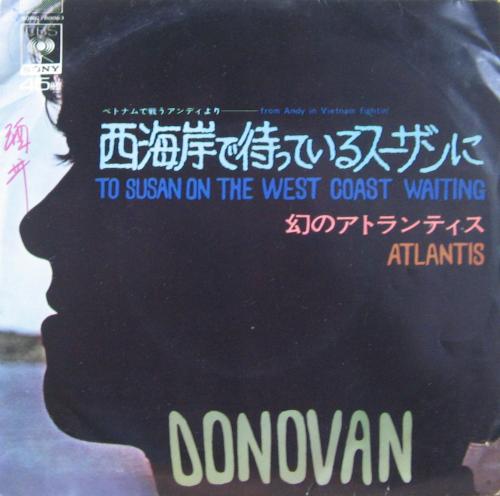 CBS
SONY
45
ベトナムで戦うアンディより——from Andy in Vietnam fightin'
西海岸で待っているスーザンに
TO SUSAN ON THE WEST COAST WAITING
幻のアトランティス
ATLANTIS
酒井
DONOVAN